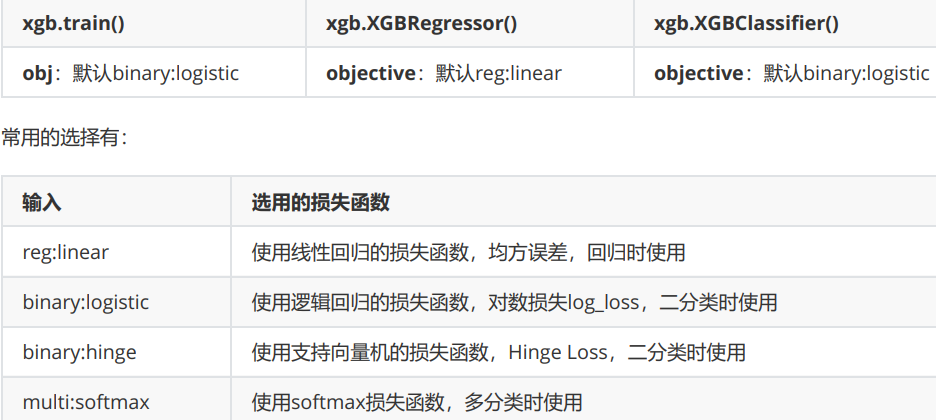 xgb.train() xgb.XGBRegressor() xgb.XGBClassifier()
obj：默认binary:logistic objective：默认reg:linear objective：默认binary:logistic
常用的选择有：
输入 选用的损失函数
reg:linear 使用线性回归的损失函数，均方误差，回归时使用
binary:logistic 使用逻辑回归的损失函数，对数损失log_loss，二分类时使用
binary:hinge 使用支持向量机的损失函数，Hinge Loss，二分类时使用
multi:softmax 使用softmax损失函数，多分类时使用